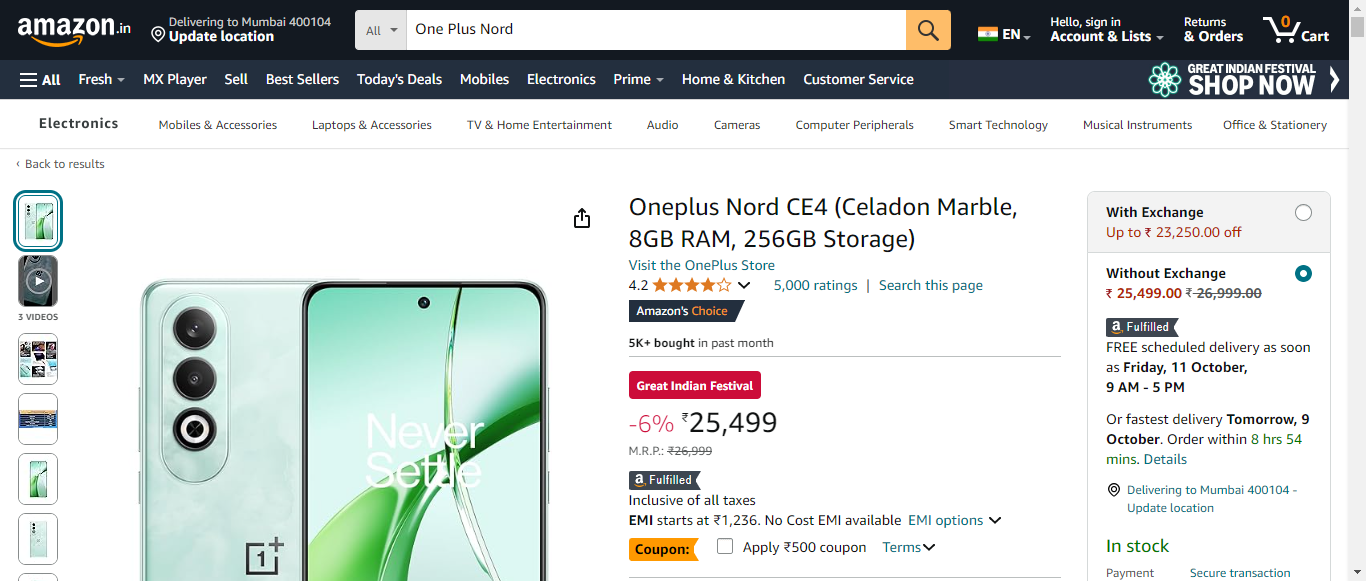 amazon.in
Delivering to Mumbai 400104
Update location
All
One Plus Nord
EN
Hello, sign in
Account & Lists
Returns
& Orders
0
Cart
All
Fresh
MX Player
Sell
Best Sellers
Today's Deals
Mobiles
Electronics
Prime
Home & Kitchen
Customer Service
GREAT INDIAN FESTIVAL
SHOP NOW
Electronics
Mobiles & Accessories
Laptops & Accessories
TV & Home Entertainment
Audio
Cameras
Computer Peripherals
Smart Technology
Musical Instruments
Office & Stationery
‹ Back to results
3 VIDEOS
Never
Settle
1+
Oneplus Nord CE4 (Celadon Marble,
8GB RAM, 256GB Storage)
Visit the OnePlus Store
4.2
5,000 ratings | Search this page
Amazon's Choice
5K+ bought in past month
Great Indian Festival
-6% ₹25,499
M.R.P.: ₹26,999
a Fulfilled
Inclusive of all taxes
EMI starts at ₹1,236. No Cost EMI available EMI options
Coupon: Apply ₹500 coupon Terms
With Exchange
Up to ₹ 23,250.00 off
Without Exchange
₹ 25,499.00 ₹ 26,999.00
a Fulfilled
FREE scheduled delivery as soon
as Friday, 11 October,
9 AM - 5 PM
Or fastest delivery Tomorrow, 9
October. Order within 8 hrs 54
mins. Details
Delivering to Mumbai 400104 -
Update location
In stock
Payment Secure transaction